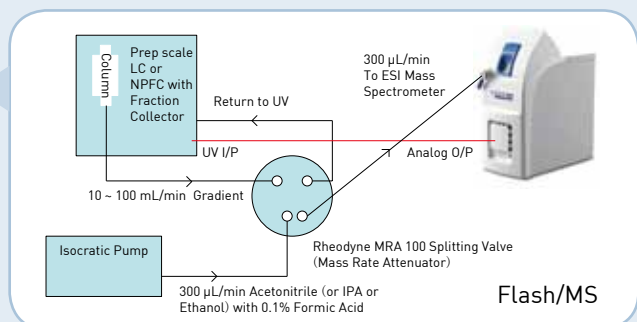 Column
Prep scale
LC or
NPFC with
Fraction
Collector
300 µL/min
To ESI Mass
Spectrometer
Return to UV
UV I/P
Analog O/P
10 ~ 100 mL/min Gradient
Isocratic Pump
Rheodyne MRA 100 Splitting Valve
(Mass Rate Attenuator)
300 µL/min Acetonitrile (or IPA or
Ethanol) with 0.1% Formic Acid
Flash/MS